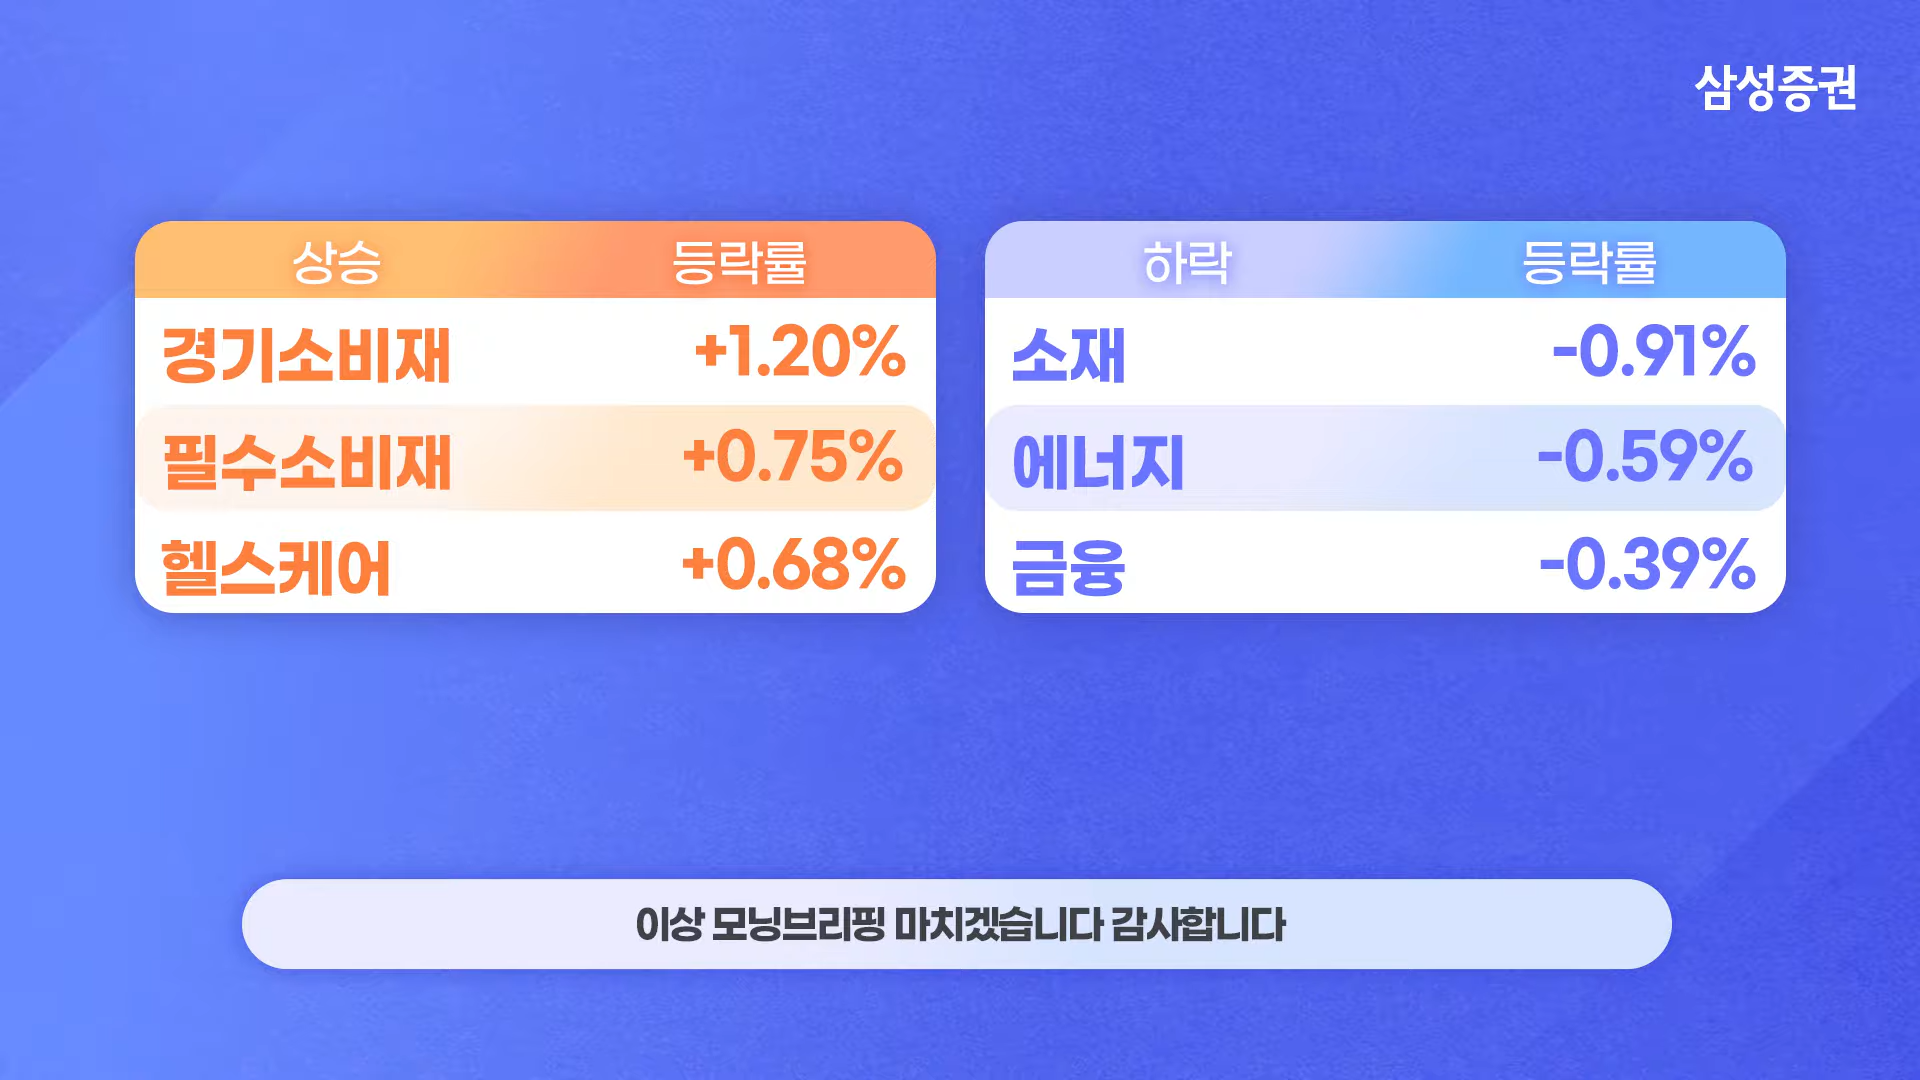 삼성증권
상승 등락률
경기소비재 +1.20%
필수소비재 +0.75%
헬스케어 +0.68%
하락 등락률
소재 -0.91%
에너지 -0.59%
금융 -0.39%
이상 모닝브리핑 마치겠습니다 감사합니다